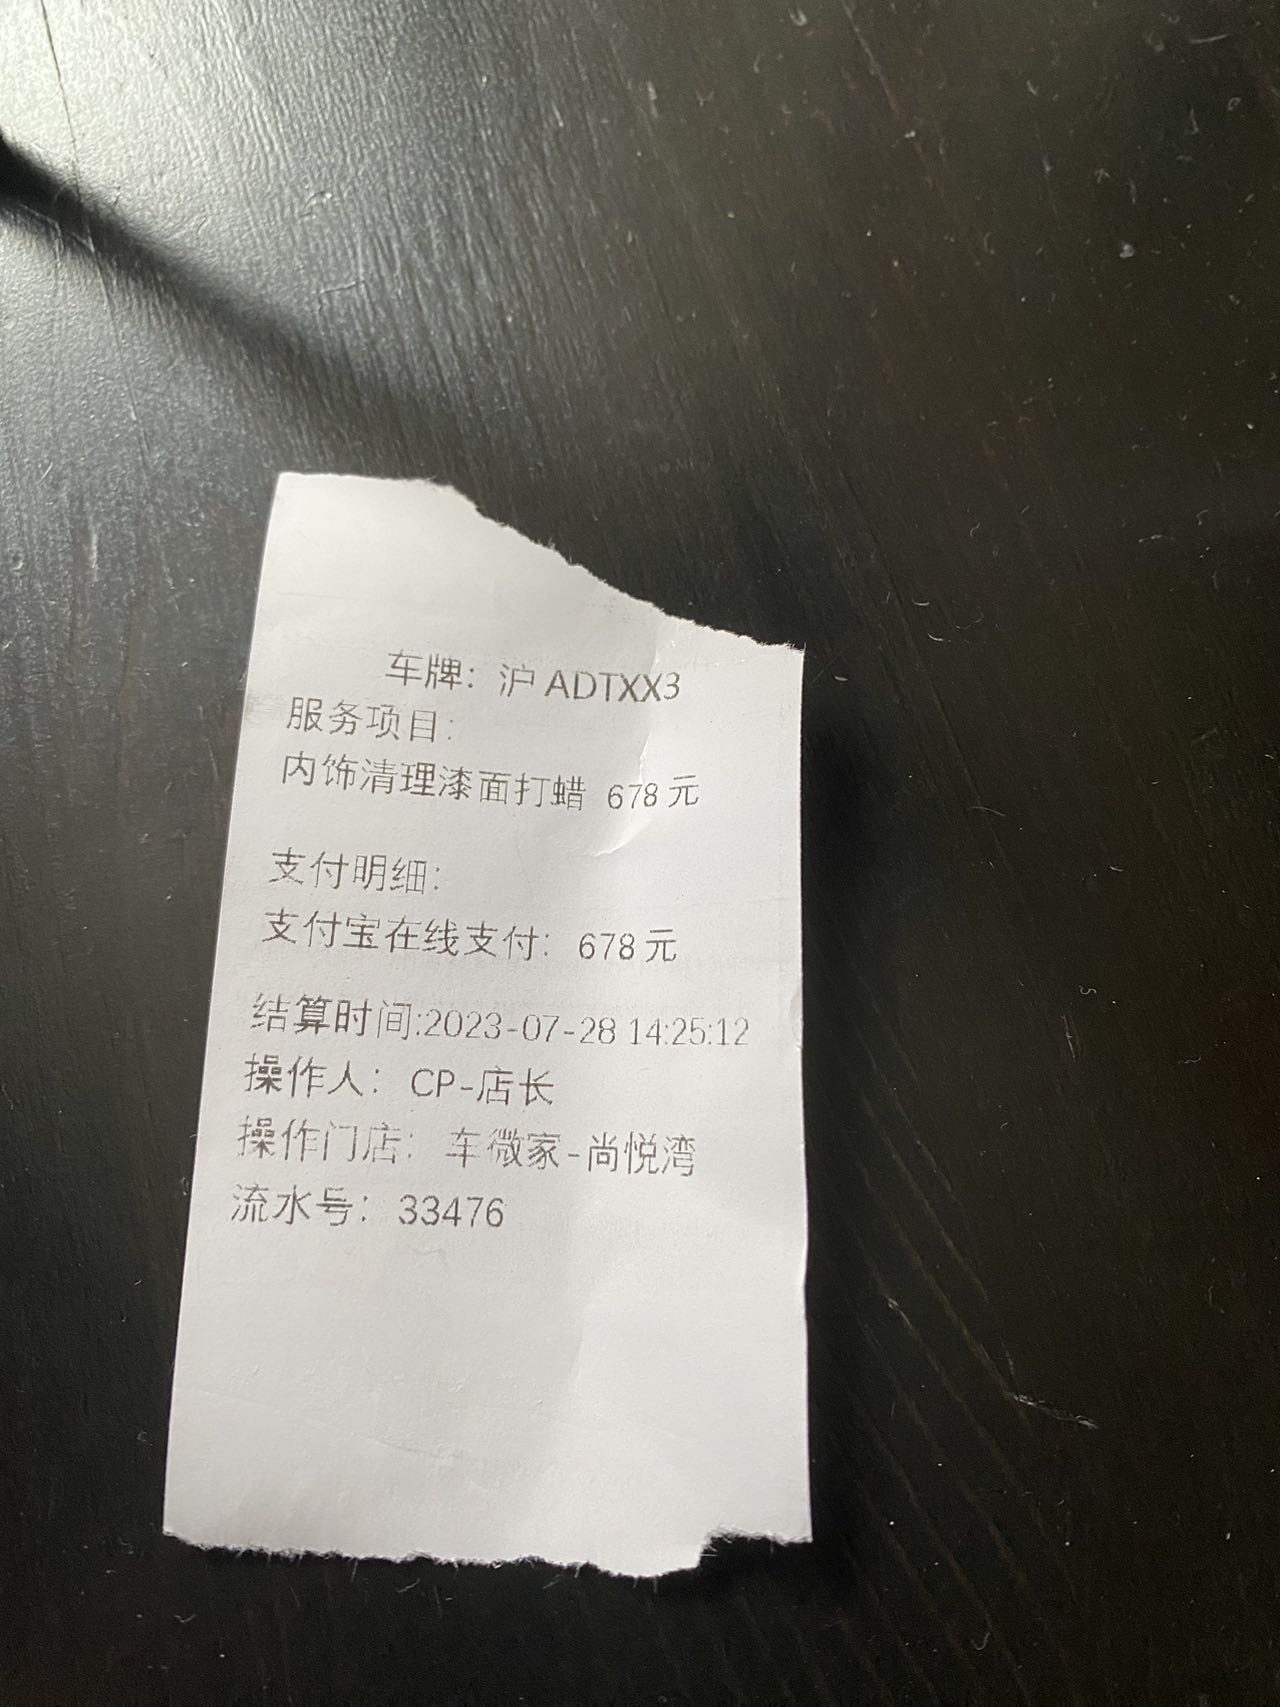 车牌：沪 ADTXX3
服务项目：
内饰清理漆面打蜡 678 元
支付明细：
支付宝在线支付：678 元
结算时间:2023-07-28 14:25:12
操作人：CP-店长
操作门店：车微家-尚悦湾
流水号：33476